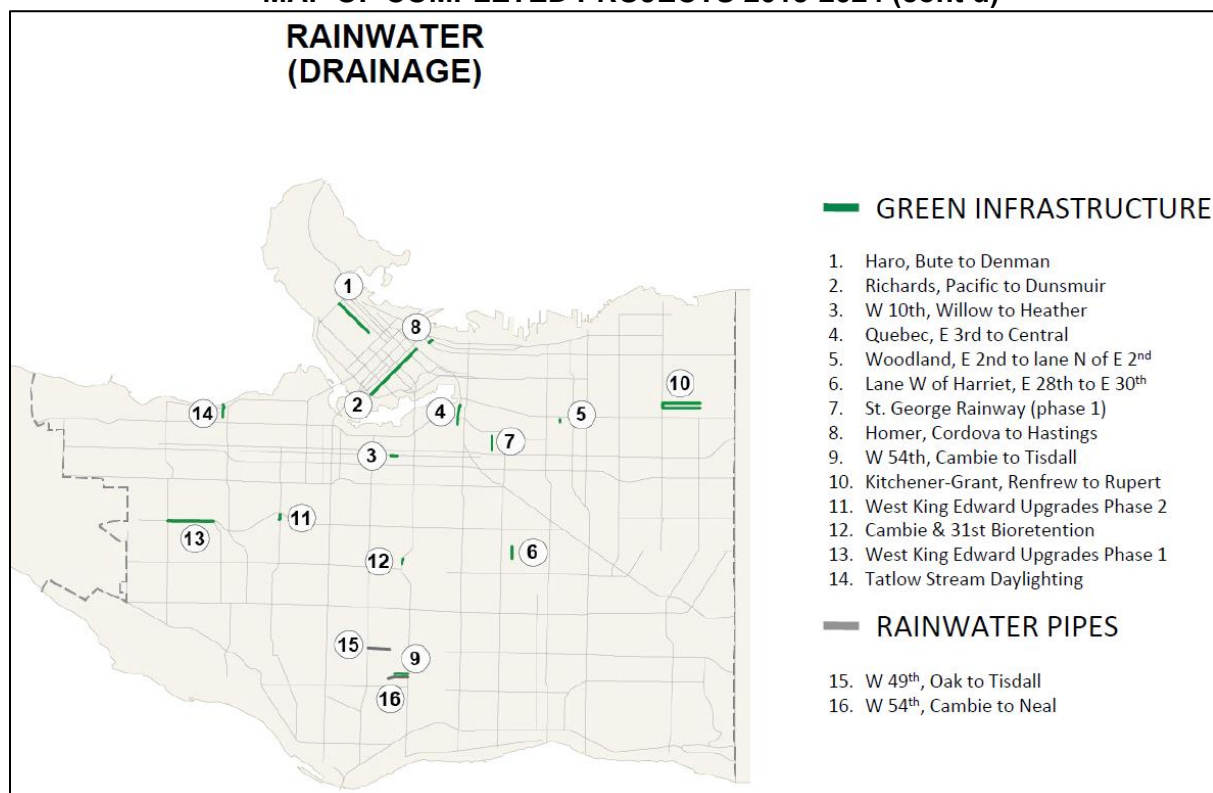 MAP OF COMPLETED PROJECTS (cont'd)
RAINWATER
(DRAINAGE)
1
8
2
14
4
5
10
7
3
11
13
12
6
15
9
16
GREEN INFRASTRUCTURE
1. Haro, Bute to Denman
2. Richards, Pacific to Dunsmuir
3. W 10th, Willow to Heather
4. Quebec, E 3rd to Central
5. Woodland, E 2nd to lane N of E 2nd
6. Lane W of Harriet, E 28th to E 30th
7. St. George Rainway (phase 1)
8. Homer, Cordova to Hastings
9. W 54th, Cambie to Tisdall
10. Kitchener-Grant, Renfrew to Rupert
11. West King Edward Upgrades Phase 2
12. Cambie & 31st Bioretention
13. West King Edward Upgrades Phase 1
14. Tatlow Stream Daylighting
RAINWATER PIPES
15. W 49th, Oak to Tisdall
16. W 54th, Cambie to Neal